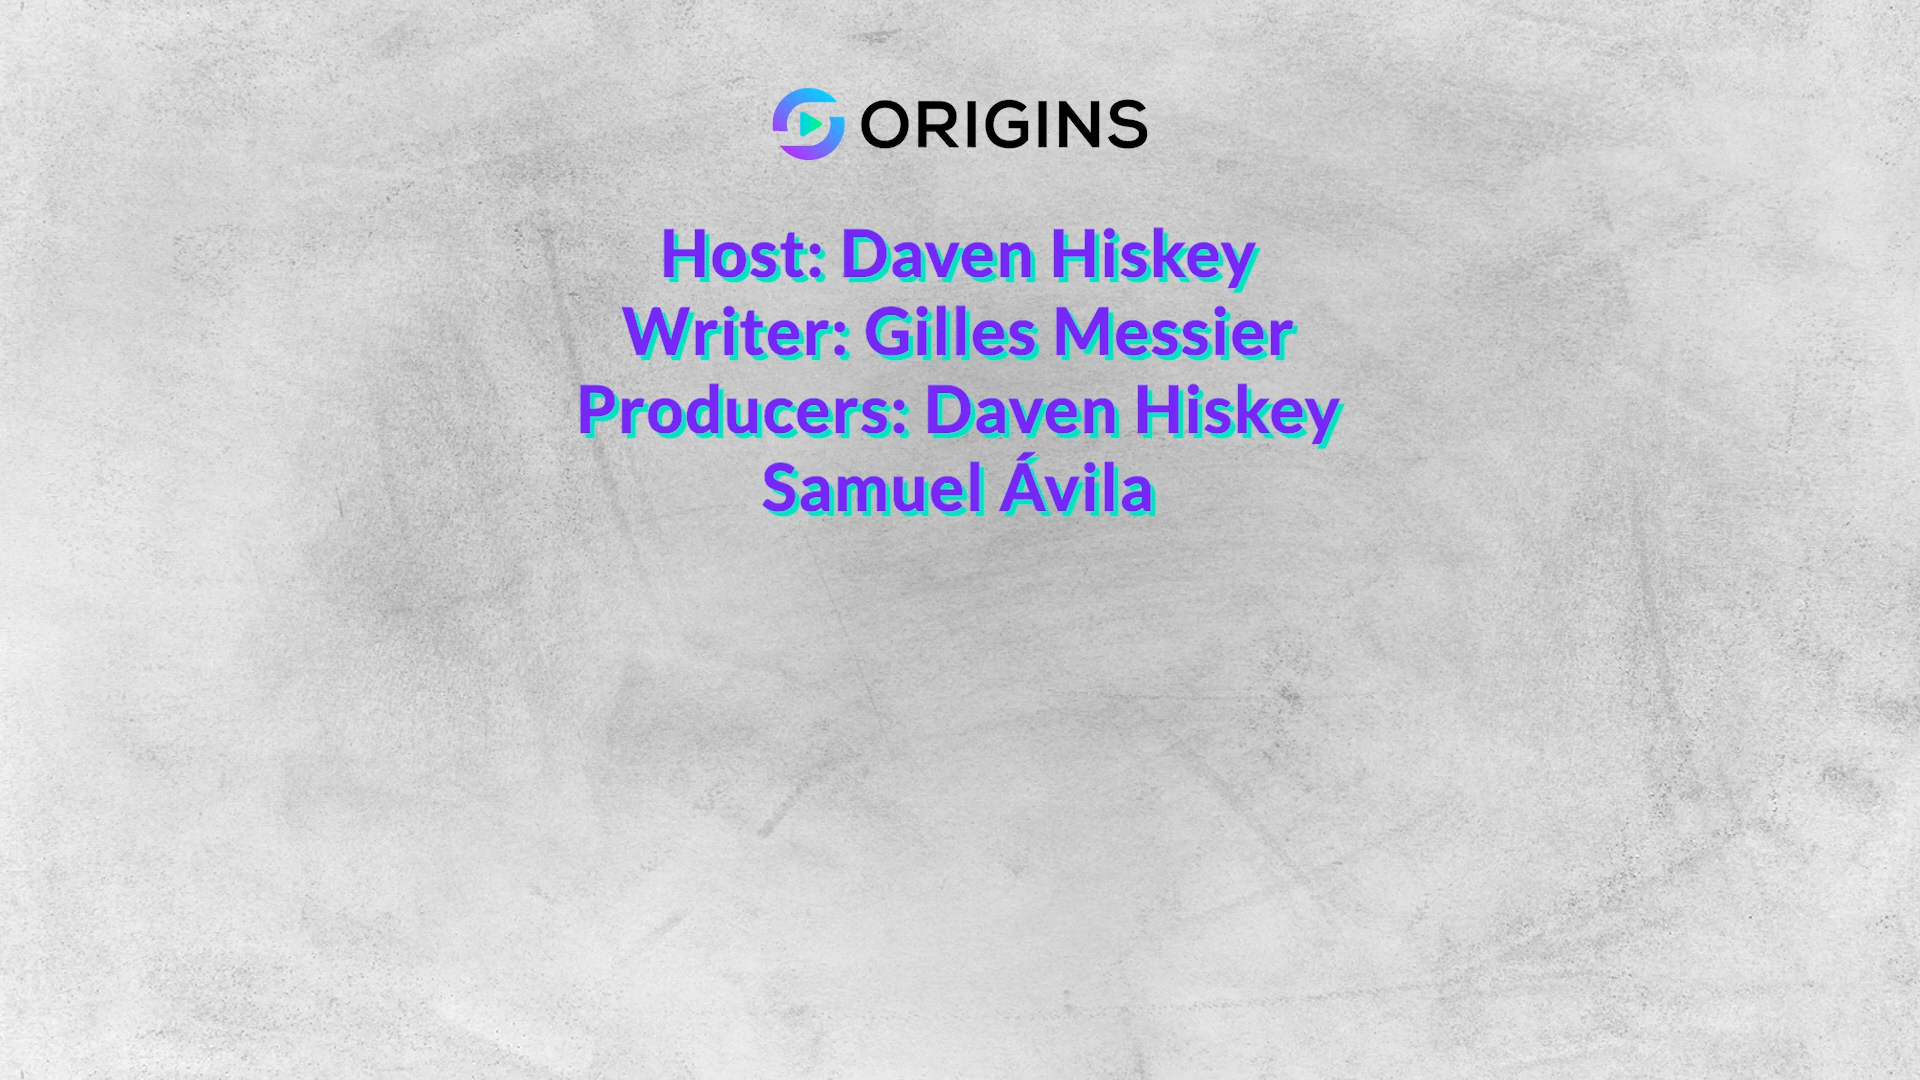 ORIGINS
Host: Daven Hiskey
Writer: Gilles Messier
Producers: Daven Hiskey
Samuel Ávila